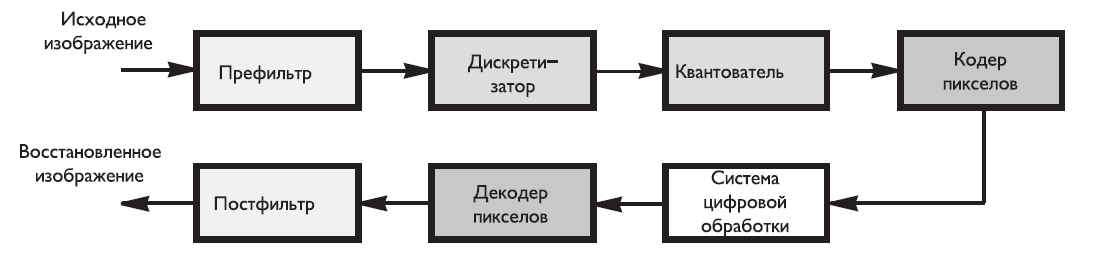 Исходное
изображение
Префильтр
Дискрети-
затор
Квантователь
Кодер
пикселов
Восстановленное
изображение
Постфильтр
Декодер
пикселов
Система
цифровой
обработки